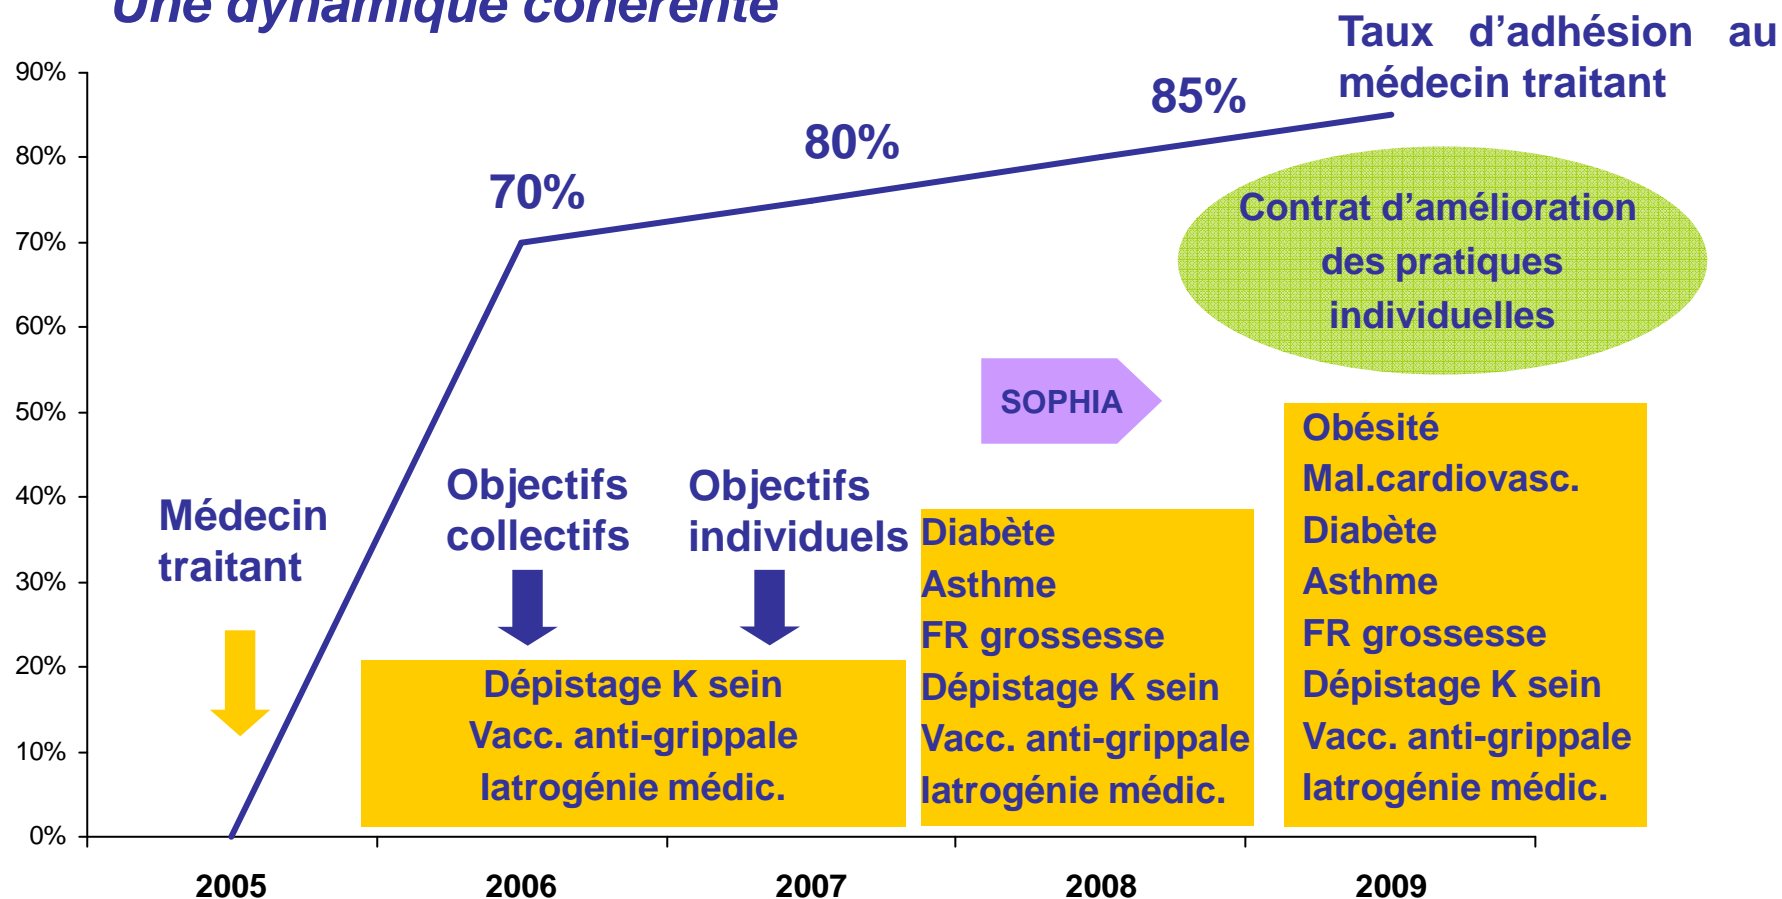 Une dynamique cohérente
Taux d’adhésion au
médecin traitant
90%
80%
70%
60%
50%
40%
30%
20%
10%
0%
70%
80%
85%
Contrat d’amélioration
des pratiques
individuelles
SOPHIA
Médecin
traitant
Objectifs
collectifs
Objectifs
individuels
Dépistage K sein
Vacc. anti-grippale
Iatrogénie médic.
Diabète
Asthme
FR grossesse
Dépistage K sein
Vacc. anti-grippale
Iatrogénie médic.
Obésité
Mal.cardiovasc.
Diabète
Asthme
FR grossesse
Dépistage K sein
Vacc. anti-grippale
Iatrogénie médic.
2005
2006
2007
2008
2009